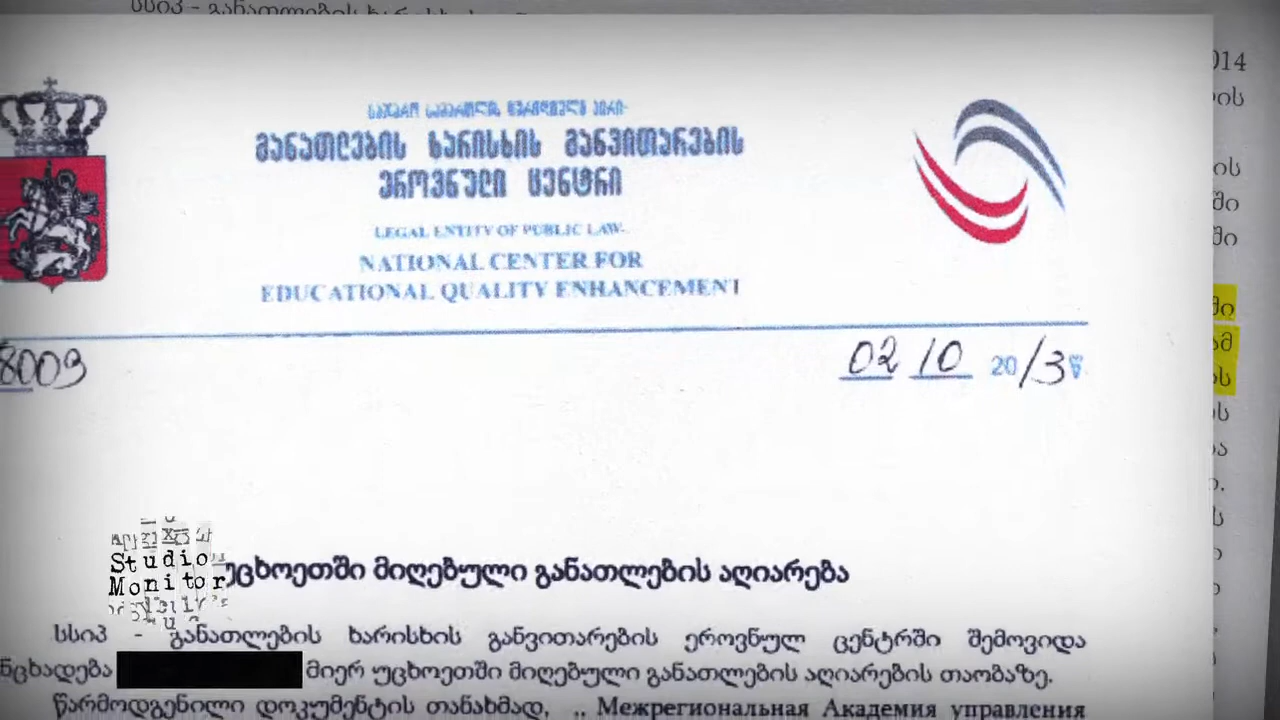 საჯარო სამართლის იურიდიული პირი-
განათლების ხარისხის განვითარების
ეროვნული ცენტრი
LEGAL ENTITY OF PUBLIC LAW-
NATIONAL CENTER FOR
EDUCATIONAL QUALITY ENHANCEMENT
8009
02 10 2013 წ
Studio
Monitor
უცხოეთში მიღებული განათლების აღიარება
სსიპ - განათლების ხარისხის განვითარების ეროვნულ ცენტრში შემოვიდა
ნცხადება მიერ უცხოეთში მიღებული განათლების აღიარების თაობაზე.
წარმოდგენილი დოკუმენტის თანახმად, ,, Межрегиональная Академия управления